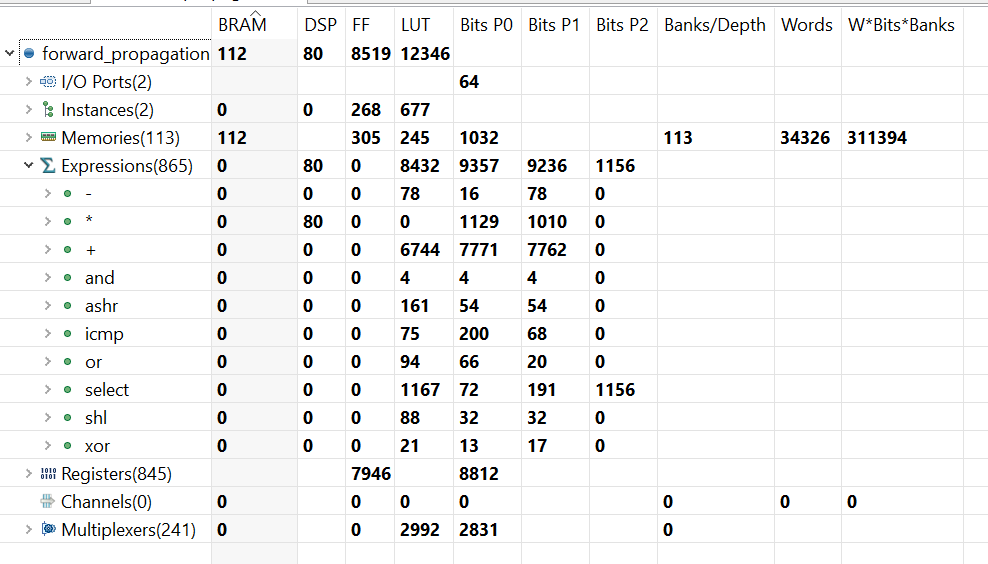 BRAM DSP FF LUT Bits P0 Bits P1 Bits P2 Banks/Depth Words W*Bits*Banks
forward_propagation 112 80 8519 12346
I/O Ports(2) 64
Instances(2) 0 0 268 677
Memories(113) 112 305 245 1032 113 34326 311394
Expressions(865) 0 80 0 8432 9357 9236 1156
- 0 0 0 78 16 78 0
* 0 80 0 0 1129 1010 0
+ 0 0 0 6744 7771 7762 0
and 0 0 0 4 4 4 0
ashr 0 0 0 161 54 54 0
icmp 0 0 0 75 200 68 0
or 0 0 0 94 66 20 0
select 0 0 0 1167 72 191 1156
shl 0 0 0 88 32 32 0
xor 0 0 0 21 13 17 0
Registers(845) 7946 8812
Channels(0) 0 0 0 0 0 0 0
Multiplexers(241) 0 0 2992 2831 0